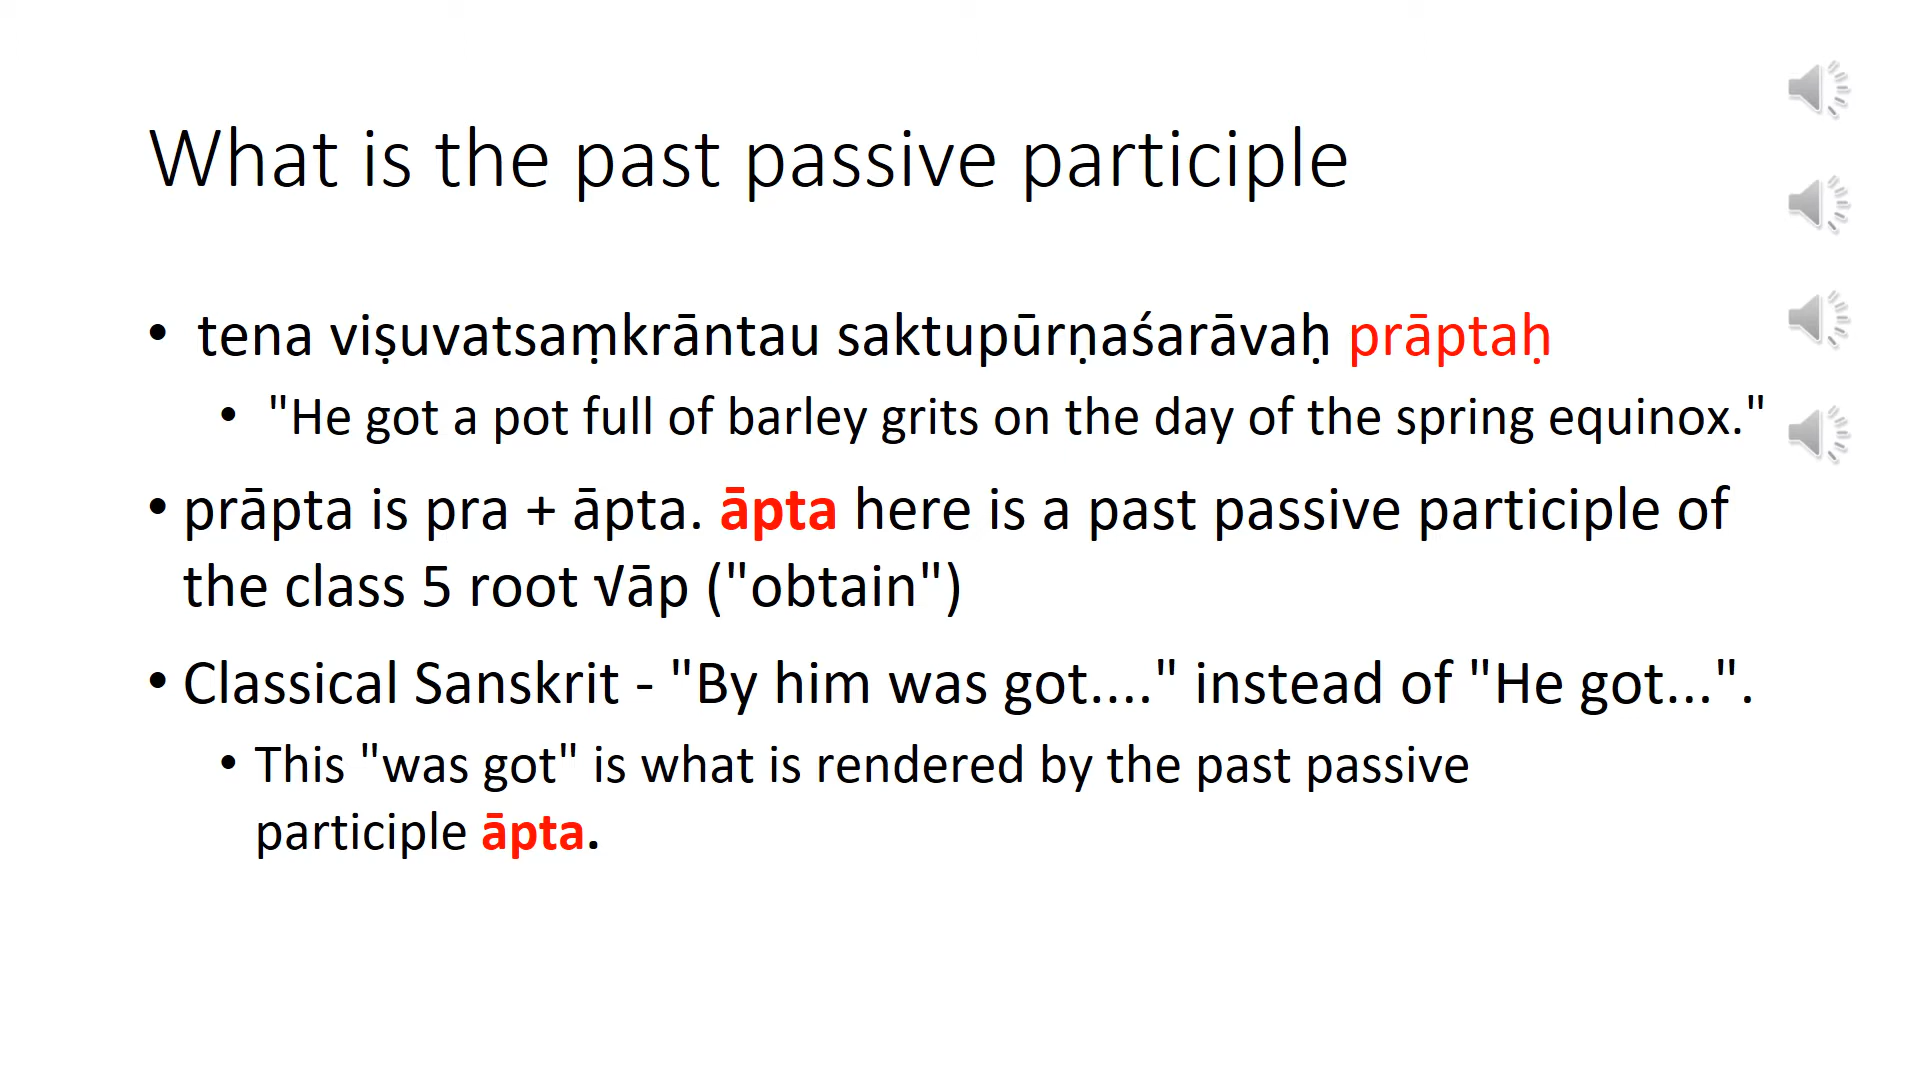 What is the past passive participle
• tena viṣuvatsaṃkrāntau saktupūrṇaśarāvaḥ prāptaḥ
• "He got a pot full of barley grits on the day of the spring equinox."
• prāpta is pra + āpta. āpta here is a past passive participle of
the class 5 root √āp ("obtain")
• Classical Sanskrit - "By him was got...." instead of "He got...".
• This "was got" is what is rendered by the past passive
participle āpta.